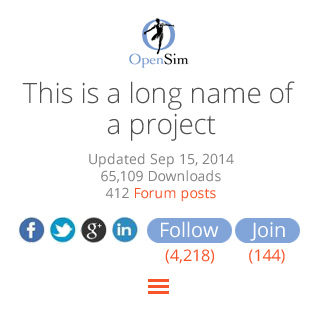 OpenSim
This is a long name of
a project
Updated Sep 15, 2014
65,109 Downloads
412 Forum posts
f g+ in Follow Join
(4,218) (144)